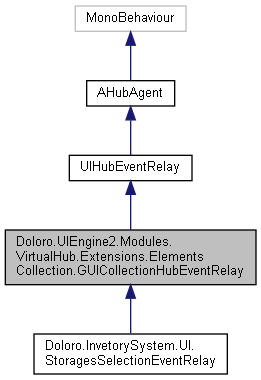 MonoBehaviour
AHubAgent
UIHubEventRelay
Doloro.UIEngine2.Modules.
VirtualHub.Extensions.Elements
Collection.GUICollectionHubEventRelay
Doloro.InvetorySystem.UI.
StoragesSelectionEventRelay